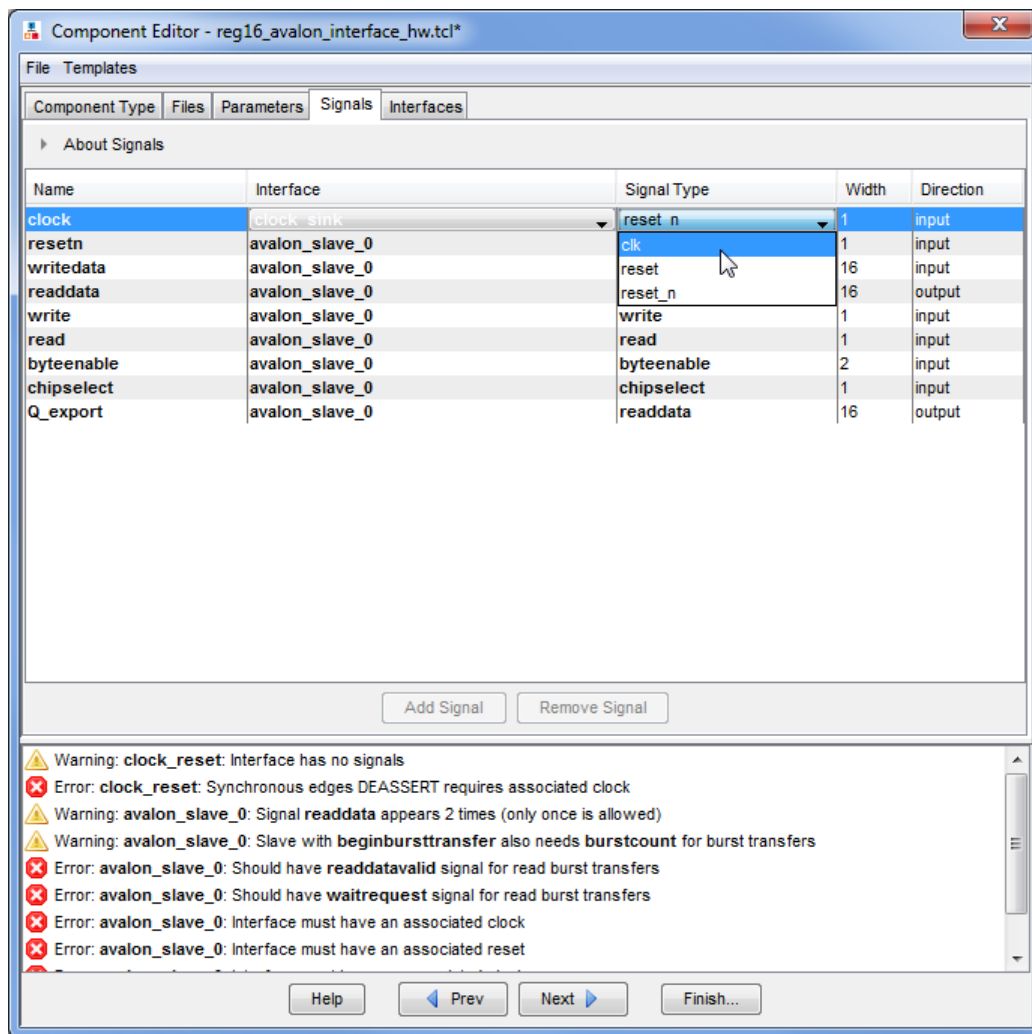 Component Editor - reg16_avalon_interface_hw.tcl*
File Templates
Component Type Files Parameters Signals Interfaces
About Signals
Name Interface Signal Type Width Direction
clock clock_sink reset_n 1 input
resetn avalon_slave_0 clk 1 input
writedata avalon_slave_0 reset 16 input
readdata avalon_slave_0 reset_n 16 output
write avalon_slave_0 write 1 input
read avalon_slave_0 read 1 input
byteenable avalon_slave_0 byteenable 2 input
chipselect avalon_slave_0 chipselect 1 input
Q_export avalon_slave_0 readdata 16 output
Add Signal Remove Signal
Warning: clock_reset: Interface has no signals
Error: clock_reset: Synchronous edges DEASSERT requires associated clock
Warning: avalon_slave_0: Signal readdata appears 2 times (only once is allowed)
Warning: avalon_slave_0: Slave with beginbursttransfer also needs burstcount for burst transfers
Error: avalon_slave_0: Should have readdatavalid signal for read burst transfers
Error: avalon_slave_0: Should have waitrequest signal for read burst transfers
Error: avalon_slave_0: Interface must have an associated clock
Error: avalon_slave_0: Interface must have an associated reset
Help Prev Next Finish...